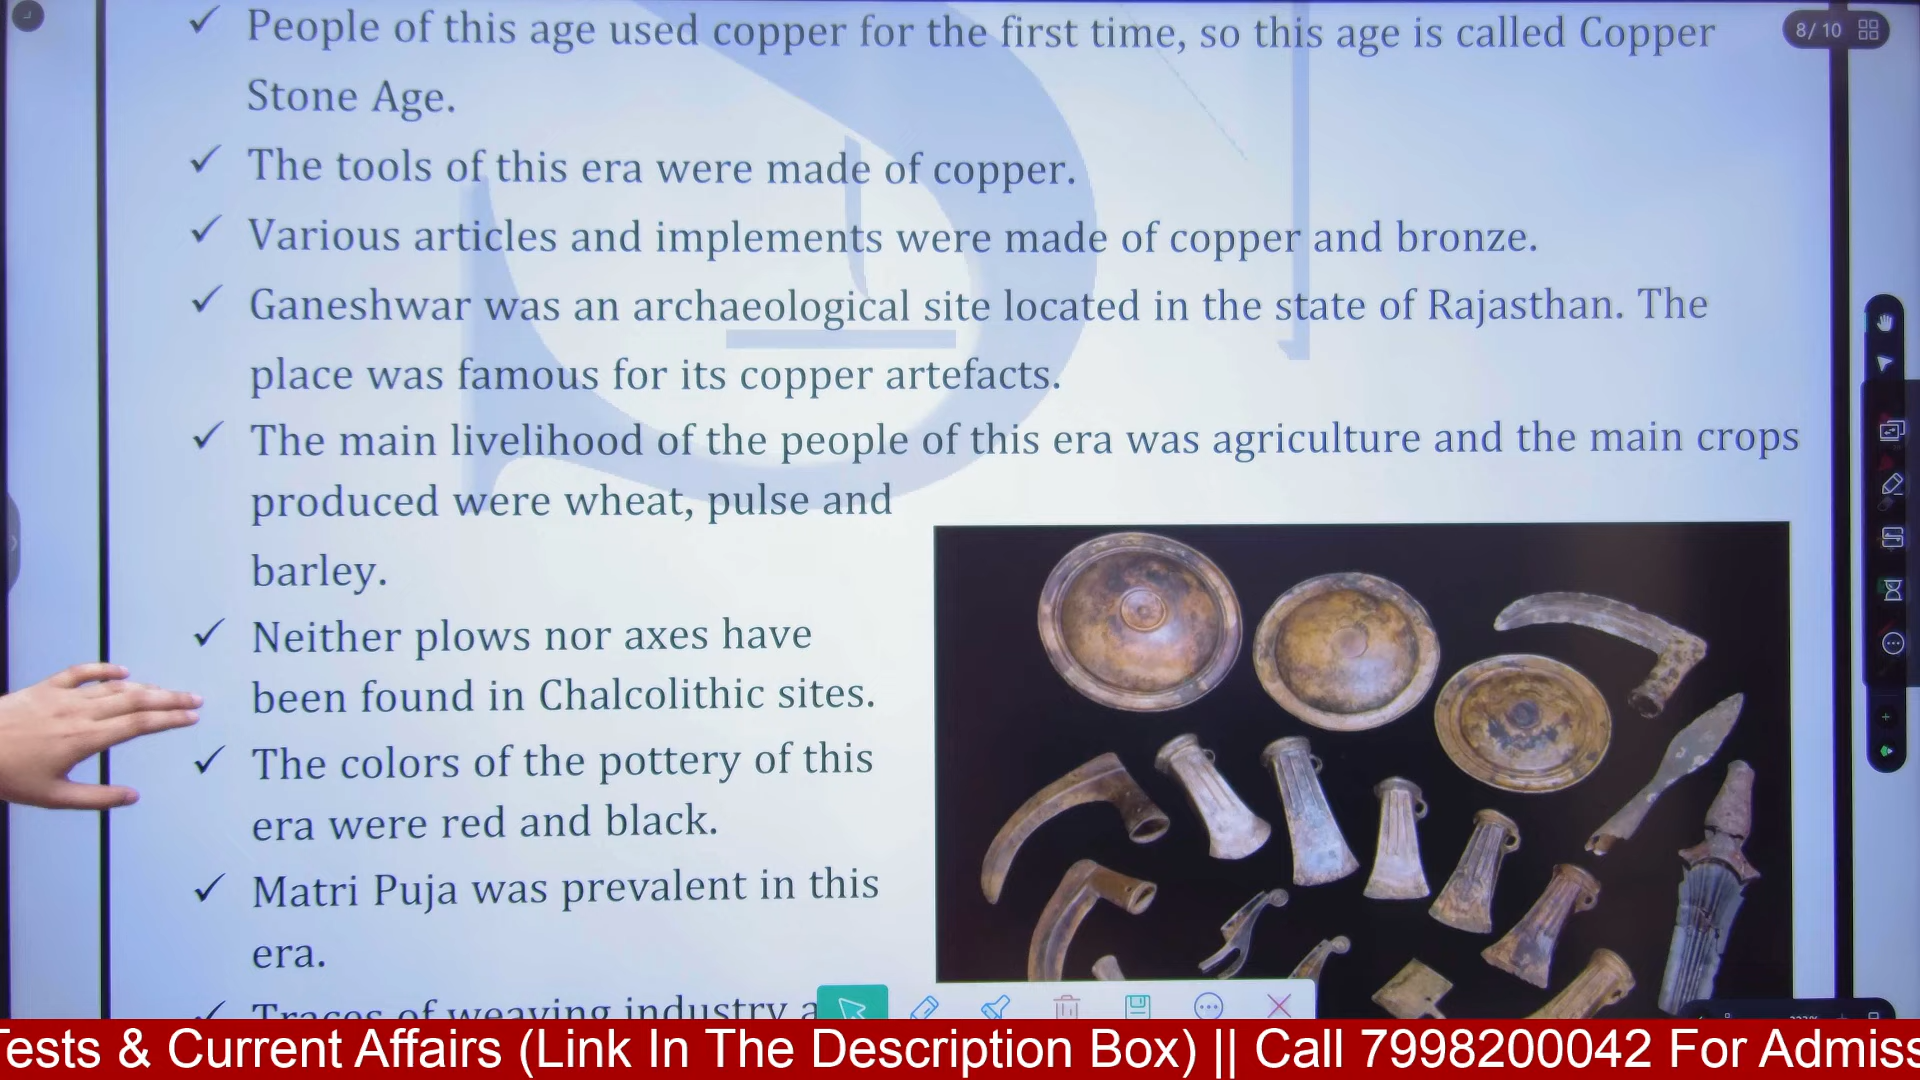 ✓ People of this age used copper for the first time, so this age is called Copper
Stone Age.
✓ The tools of this era were made of copper.
✓ Various articles and implements were made of copper and bronze.
✓ Ganeshwar was an archaeological site located in the state of Rajasthan. The
place was famous for its copper artefacts.
✓ The main livelihood of the people of this era was agriculture and the main crops
produced were wheat, pulse and
barley.
✓ Neither plows nor axes have
been found in Chalcolithic sites.
✓ The colors of the pottery of this
era were red and black.
✓ Matri Puja was prevalent in this
era.
✓ Traces of weaving industry a
8/10
Tests & Current Affairs (Link In The Description Box) || Call 7998200042 For Admiss